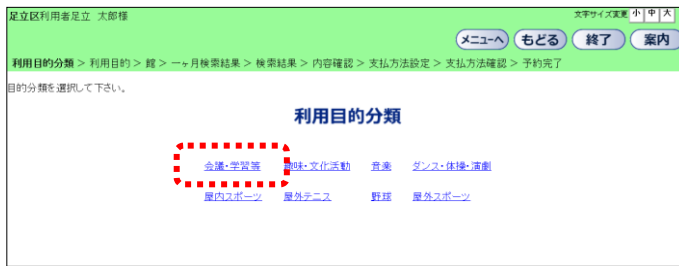 足立区利用者足立 太郎様
文字サイズ変更 小 中 大
メニューへ もどる 終了 案内
利用目的分類 > 利用目的 > 館 > 一ヶ月検索結果 > 検索結果 > 内容確認 > 支払方法設定 > 支払方法確認 > 予約完了
目的分類を選択して下さい。
利用目的分類
会議・学習等 趣味・文化活動 音楽 ダンス・体操・演劇
屋内スポーツ 屋外テニス 野球 屋外スポーツ